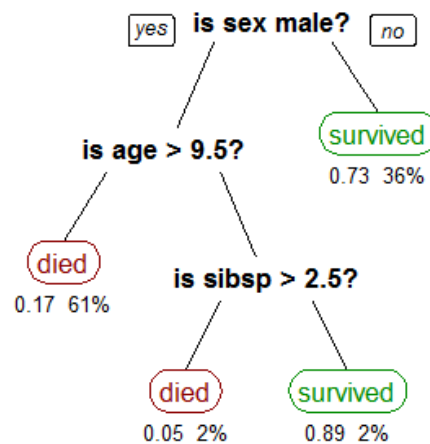 yes is sex male? no
is age > 9.5?
survived
0.73 36%
died
0.17 61%
is sibsp > 2.5?
died
0.05 2%
survived
0.89 2%